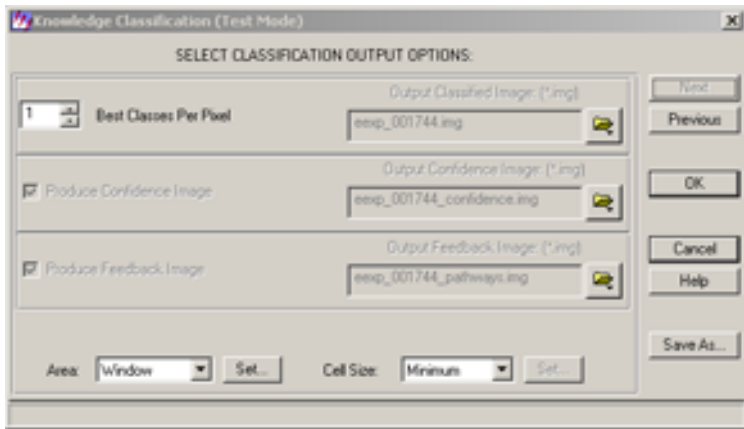 Knowledge Classification (Test Mode)
SELECT CLASSIFICATION OUTPUT OPTIONS:
Output Classified Image: (*.img)
1 Best Classes Per Pixel
eexp_001744.img
Output Confidence Image: (*.img)
Produce Confidence Image
eexp_001744_confidence.img
Output Feedback Image: (*.img)
Produce Feedback Image
eexp_001744_pathways.img
Area: Window Set... Cell Size: Minimum Set...
Next
Previous
OK
Cancel
Help
Save As...